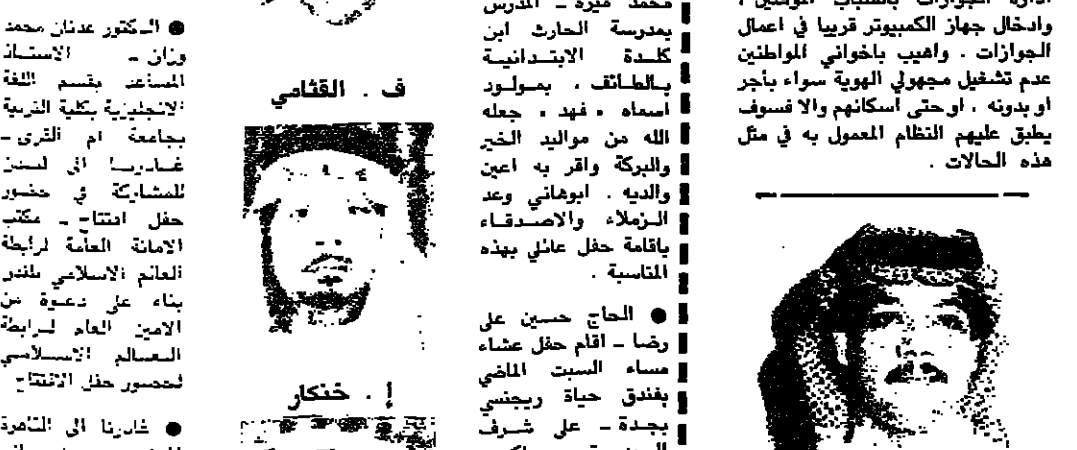 ادارة الجوازات بالشباب المؤهلين ،
وادخال جهاز الكمبيوتر قريبا في اعمال
الجوازات . واهيب باخواني المواطنين
عدم تشغيل مجهولي الهوية سواء بأجر
او بدونه ، او حتى اسكانهم والا فسوف
يطبق عليهم النظام المعمول به في مثل
هذه الحالات .
محمد ميرة ـ المدرس
بمدرسة الحارث ابن
كلدة الابتدائية
بالطائف ، بمولود
اسماه « فهد » جعله
الله من مواليد الخير
والبركة واقر به اعين
والديه . ابوهاني وعد
الزملاء والاصدقاء
باقامة حفل عائلي بهذه
المناسبة .
● الحاج حسين علي
رضا ـ اقام حفل عشاء
مساء السبت الماضي
بفندق حياة ريجنسي
بجدة ـ على شرف
ف . القثامي
إ . خنكار
● الدكتور عدنان محمد
وزان ـ الاستاذ
المساعد بقسم اللغة
الانجليزية بكلية التربية
بجامعة ام القرى ـ
غادرنا الى لندن
للمشاركة في حضور
حفل افتتاح ـ مكتب
الامانة العامة لرابطة
العالم الاسلامي بلندن
بناء على دعوة من
الامين العام لرابطة
العالم الاسلامي
لحضور حفل الافتتاح
● غادرنا الى القاهرة